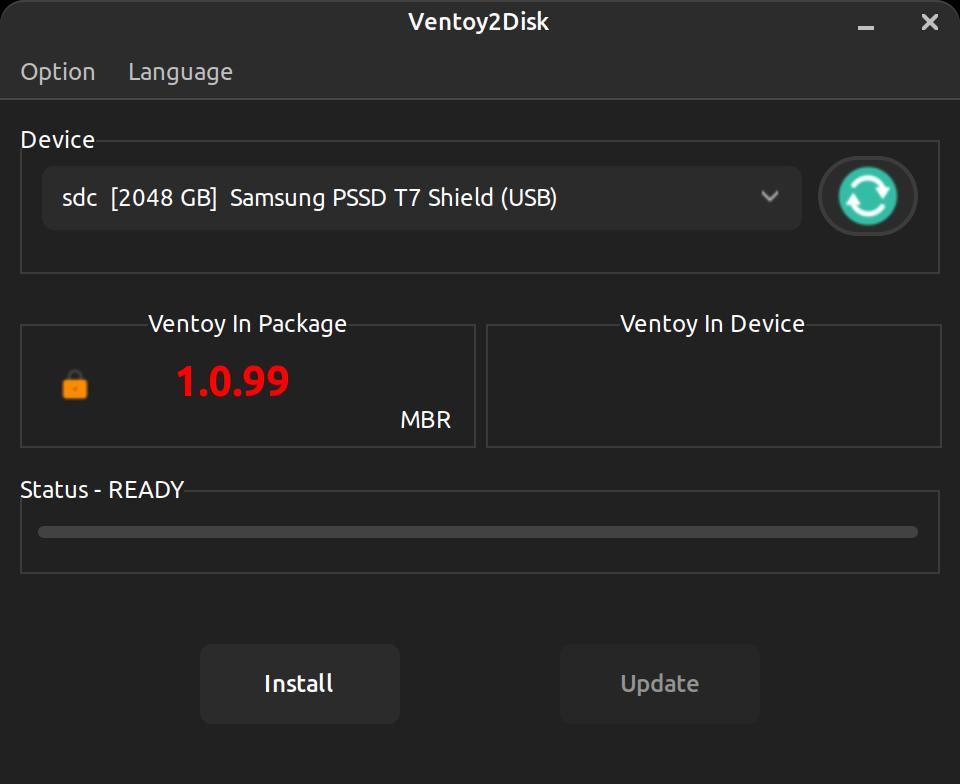 Ventoy2Disk
Option Language
Device
sdc [2048 GB] Samsung PSSD T7 Shield (USB)
Ventoy In Package
Ventoy In Device
1.0.99
MBR
Status - READY
Install
Update